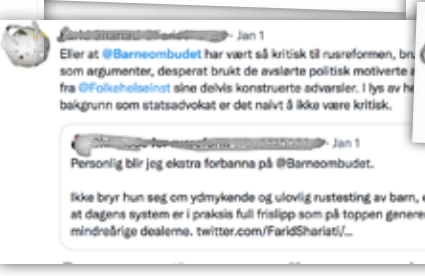 - Jan 1
Eller at @Barneombudet har vært så kritisk til rusreformen, bru
som argumenter, desperat brukt de avslørte politisk motiverte a
fra @Folkehelseinst sine delvis konstruerte advarsler. I lys av he
bakgrunn som statsadvokat er det naivt å ikke være kritisk.
- Jan 1
Personlig blir jeg ekstra forbanna på @Barneombudet.
Ikke bryr hun seg om ydmykende og ulovlig rustesting av barn, e
at dagens system er i praksis full frislipp som på toppen generer
mindreårige dealerne. twitter.com/FaridShariati/...